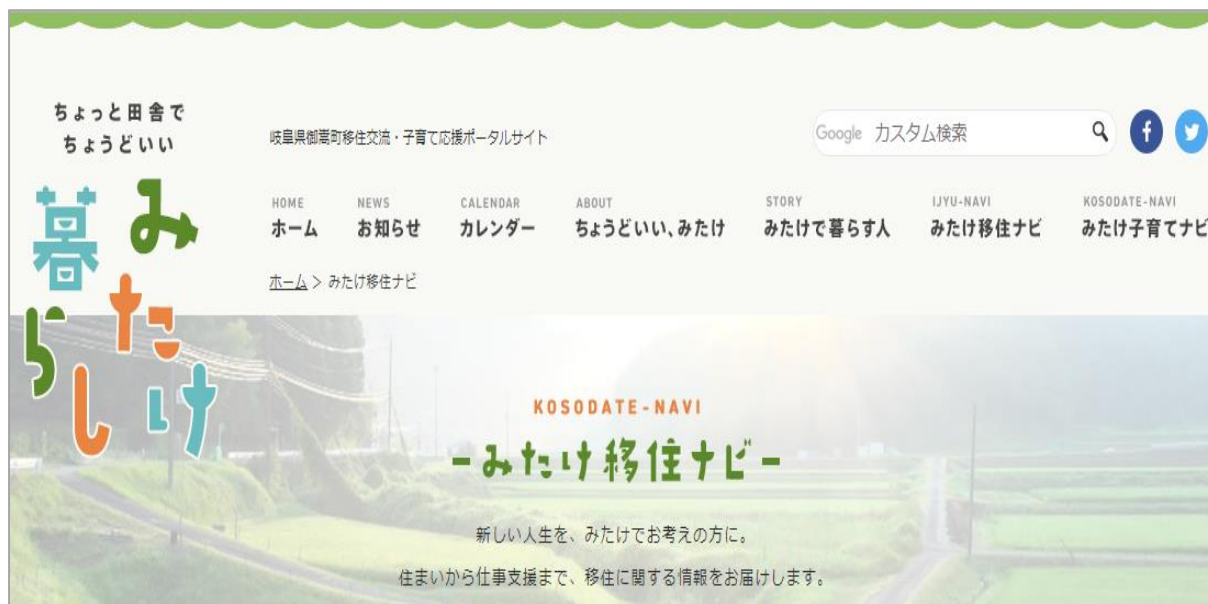 ちょっと田舎で
ちょうどいい
みたけ
暮らし
岐阜県御嵩町移住交流・子育て応援ポータルサイト
Google カスタム検索
HOME NEWS CALENDAR ABOUT STORY IJYU-NAVI KOSODATE-NAVI
ホーム お知らせ カレンダー ちょうどいい、みたけ みたけで暮らす人 みたけ移住ナビ みたけ子育てナビ
ホーム > みたけ移住ナビ
KOSODATE-NAVI
-みたけ移住ナビ-
新しい人生を、みたけでお考えの方に。
住まいから仕事支援まで、移住に関する情報をお届けします。